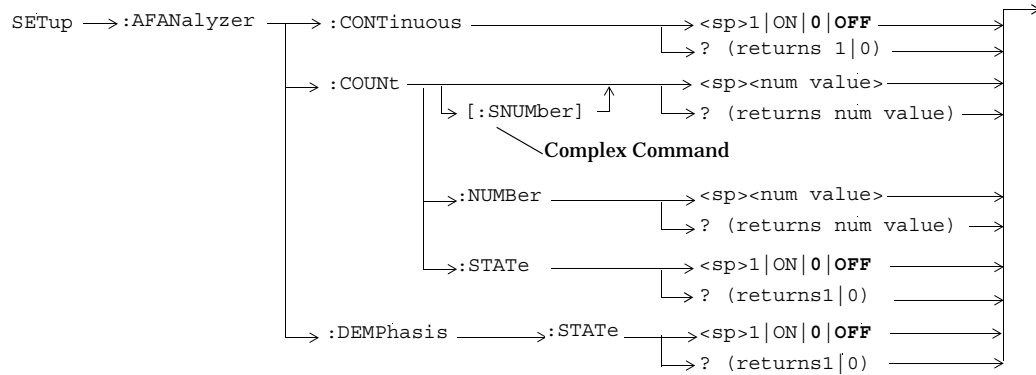 SETup :AFANalyzer :CONTinuous <sp>1|ON|0|OFF
? (returns 1|0)
:COUNt <sp><num value>
[:SNUMber] ? (returns num value)
Complex Command
:NUMBer <sp><num value>
? (returns num value)
:STATe <sp>1|ON|0|OFF
? (returns1|0)
:DEMPhasis :STATe <sp>1|ON|0|OFF
? (returns1|0)